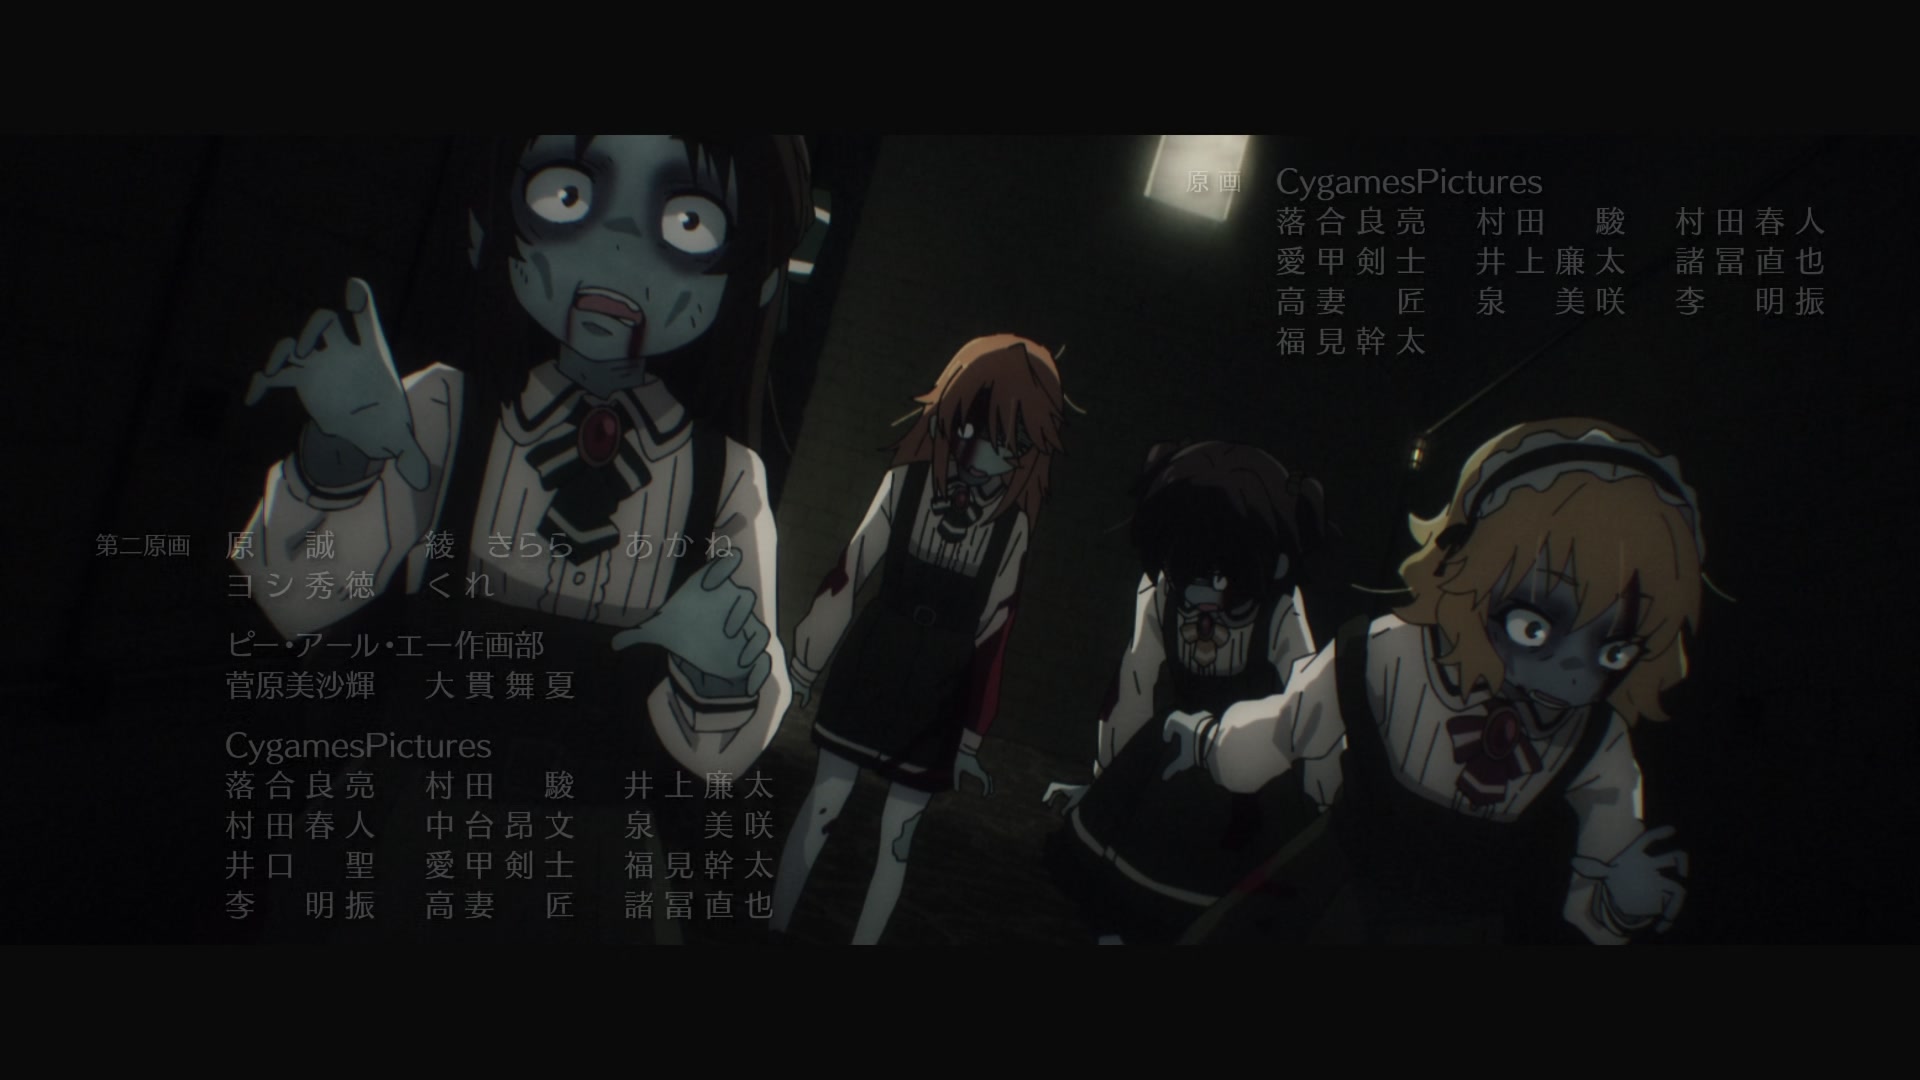 原画 CygamesPictures
落合良亮 村田 駿 村田春人
愛甲剣士 井上廉太 諸冨直也
高妻 匠 泉 美咲 李 明振
福見幹太
第二原画 原 誠 綾 きらら あかね
ヨシ秀徳 くれ
ピー・アール・エー作画部
菅原美沙輝 大貫舞夏
CygamesPictures
落合良亮 村田 駿 井上廉太
村田春人 中台昂文 泉 美咲
井口 聖 愛甲剣士 福見幹太
李 明振 高妻 匠 諸冨直也